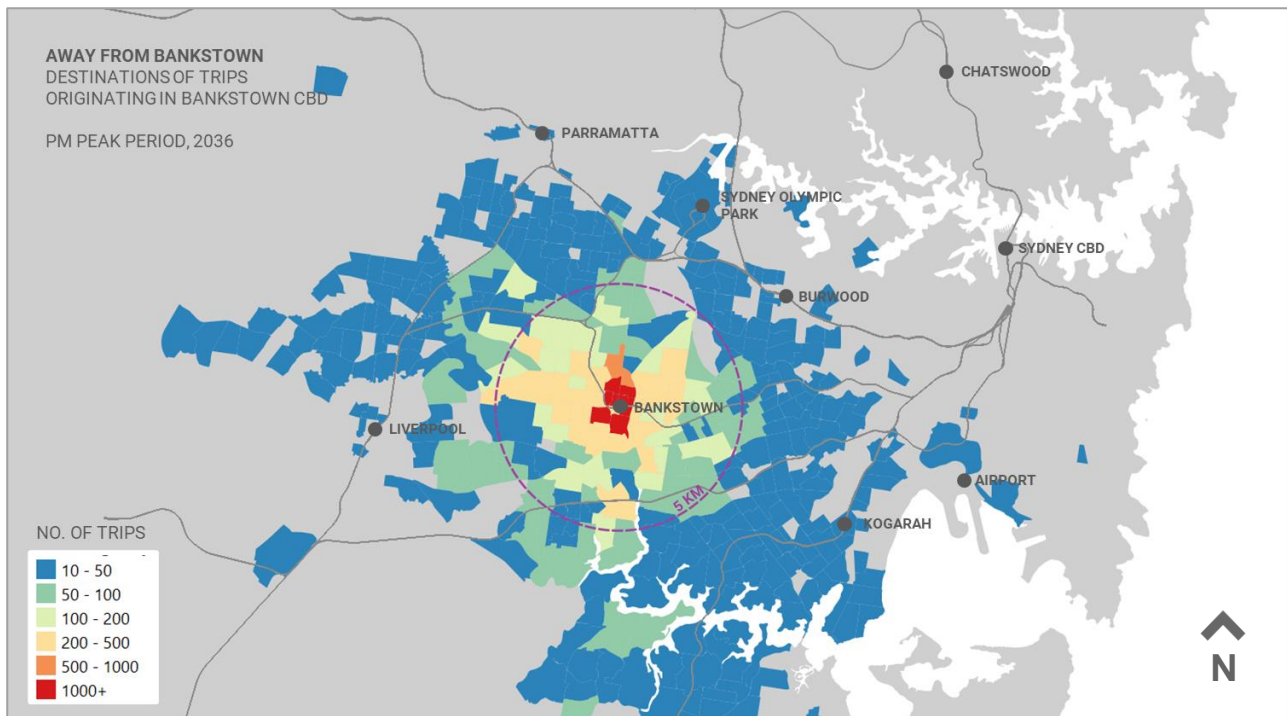 AWAY FROM BANKSTOWN
DESTINATIONS OF TRIPS
ORIGINATING IN BANKSTOWN CBD
PM PEAK PERIOD, 2036
CHATSWOOD
PARRAMATTA
SYDNEY OLYMPIC
PARK
SYDNEY CBD
BURWOOD
BANKSTOWN
LIVERPOOL
AIRPORT
5 KM
KOGARAH
NO. OF TRIPS
10 - 50
50 - 100
100 - 200
200 - 500
500 - 1000
1000+
N